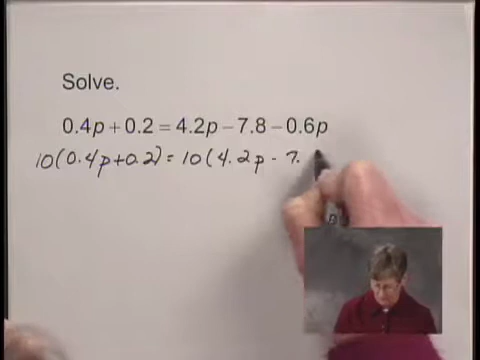 Solve.
0.4p + 0.2 = 4.2p − 7.8 − 0.6p
10(0.4p+0.2) = 10(4.2p - 7.